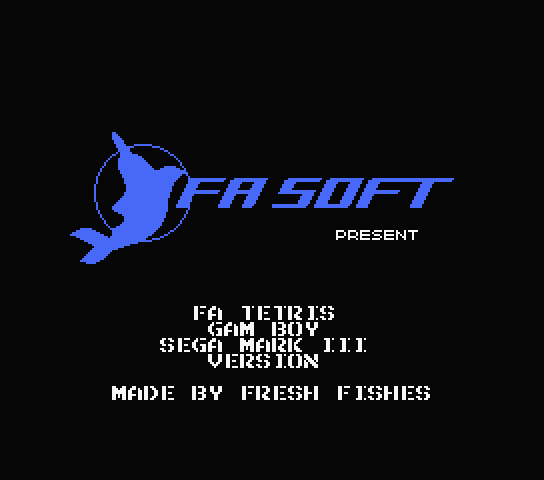 FA SOFT
PRESENT
FA TETRIS
GAM BOY
SEGA MARK III
VERSION
MADE BY FRESH FISHES